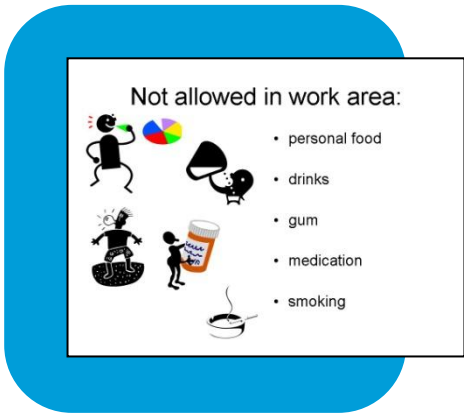 Not allowed in work area:
• personal food
• drinks
• gum
• medication
• smoking